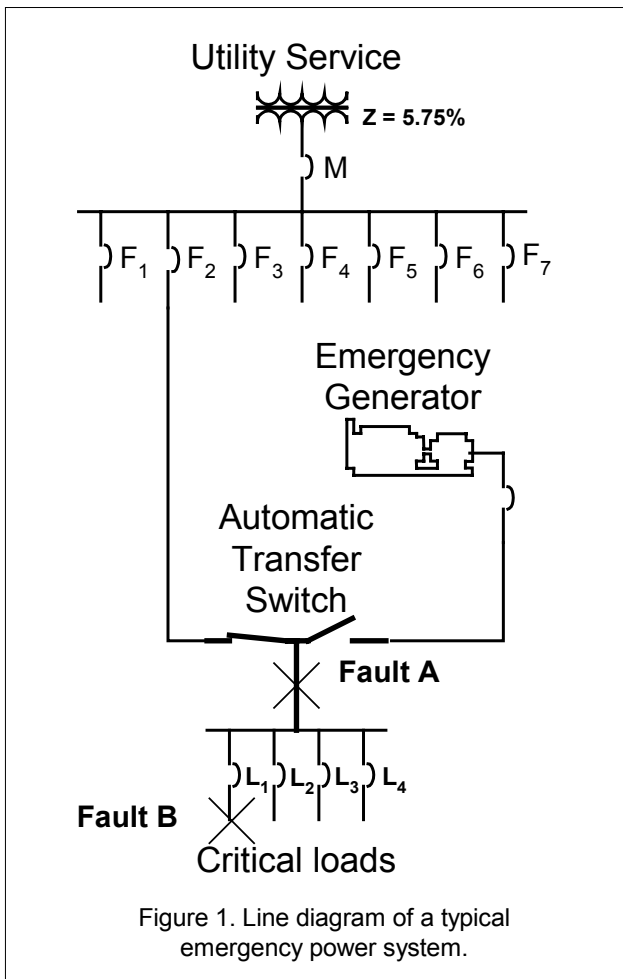 Utility Service
Z = 5.75%
M
F1 F2 F3 F4 F5 F6 F7
Emergency
Generator
Automatic
Transfer
Switch
Fault A
L1 L2 L3 L4
Fault B
Critical loads
Figure 1. Line diagram of a typical
emergency power system.